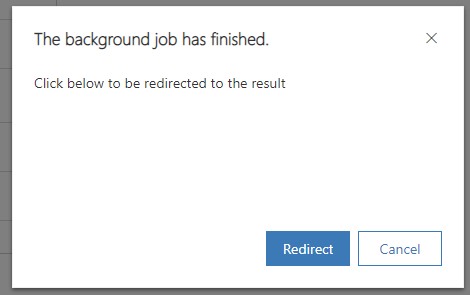 The background job has finished.
Click below to be redirected to the result
Redirect
Cancel